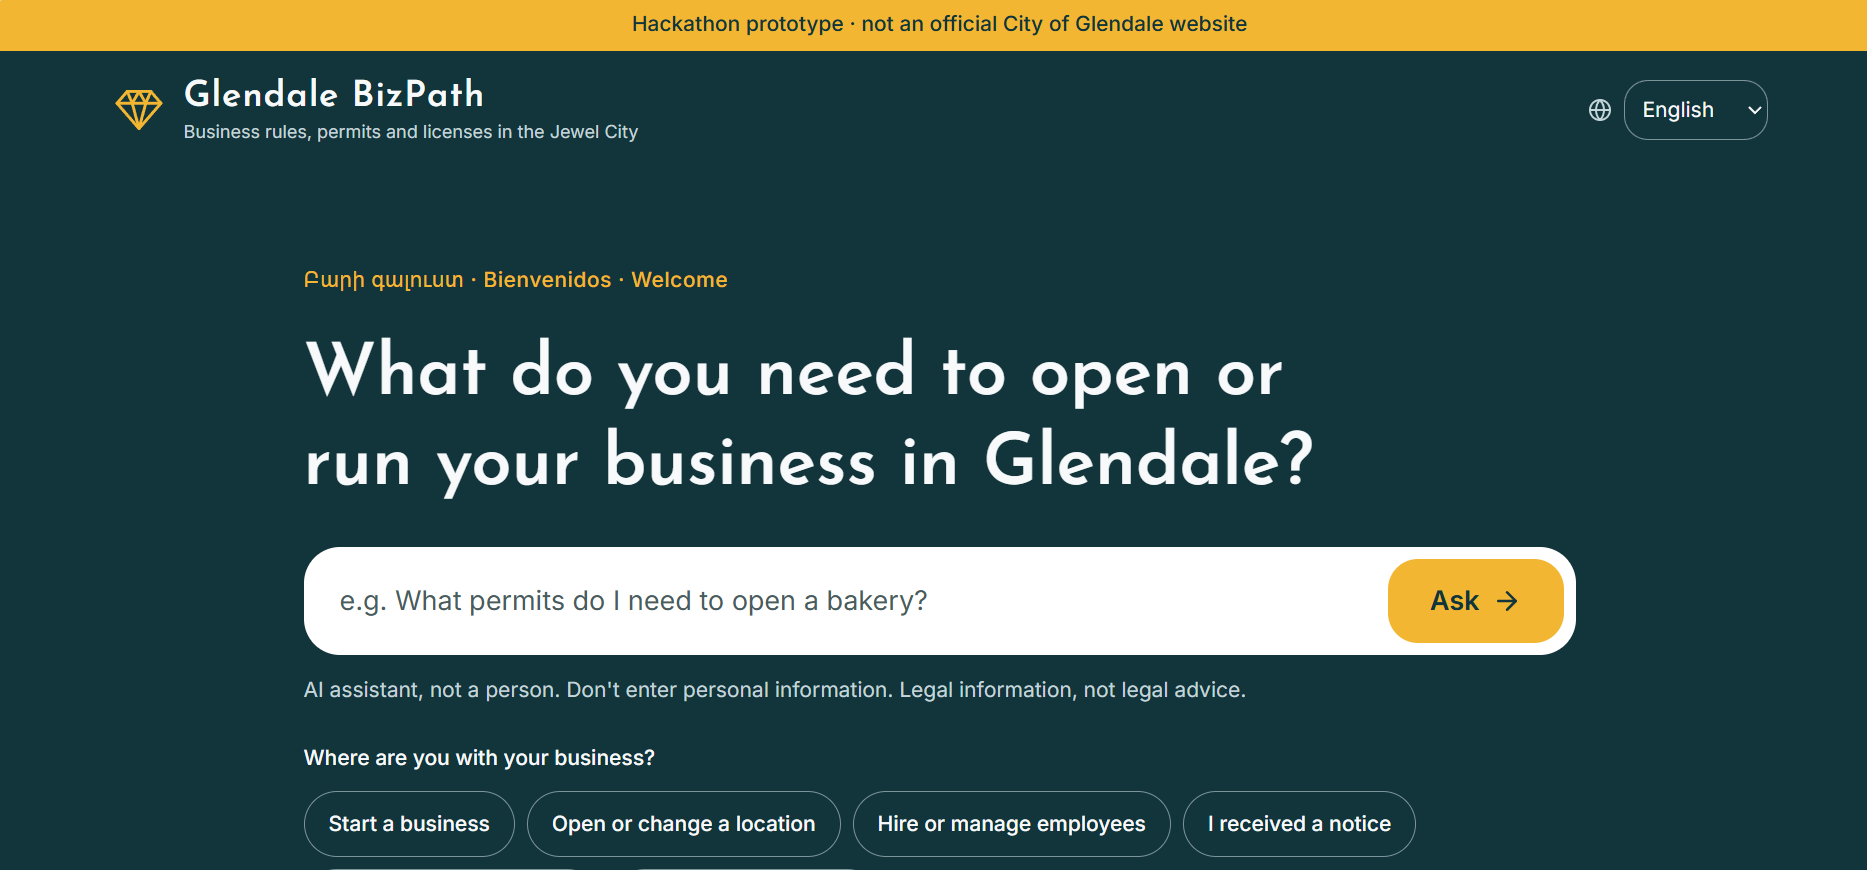 Hackathon prototype · not an official City of Glendale website
Glendale BizPath
Business rules, permits and licenses in the Jewel City
English
Բարի գալուստ · Bienvenidos · Welcome
What do you need to open or
run your business in Glendale?
e.g. What permits do I need to open a bakery?
Ask →
AI assistant, not a person. Don't enter personal information. Legal information, not legal advice.
Where are you with your business?
Start a business
Open or change a location
Hire or manage employees
I received a notice